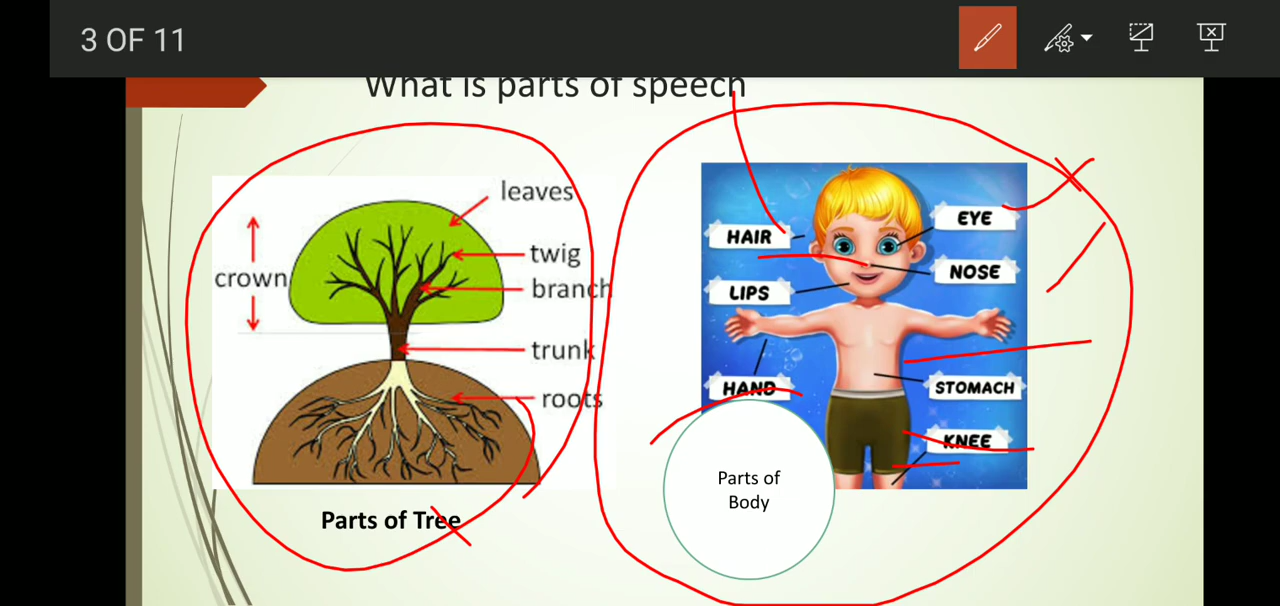 3 OF 11
What is parts of speech
leaves
twig
crown
branch
trunk
roots
Parts of Tree
HAIR
EYE
NOSE
LIPS
HAND
STOMACH
KNEE
Parts of
Body